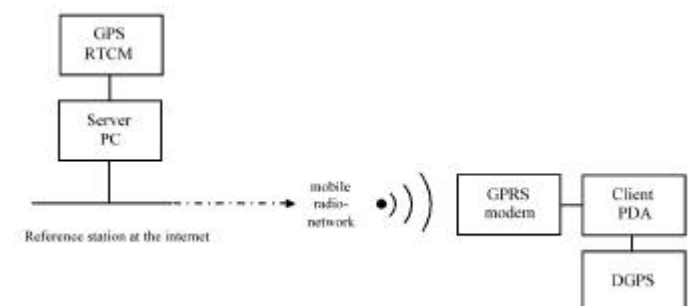 GPS
RTCM
Server
PC
Reference station at the internet
mobile
radio-
network
GPRS
modem
Client
PDA
DGPS